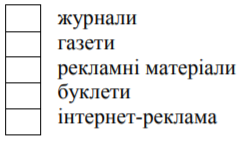 журнали
газети
рекламні матеріали
буклети
інтернет-реклама